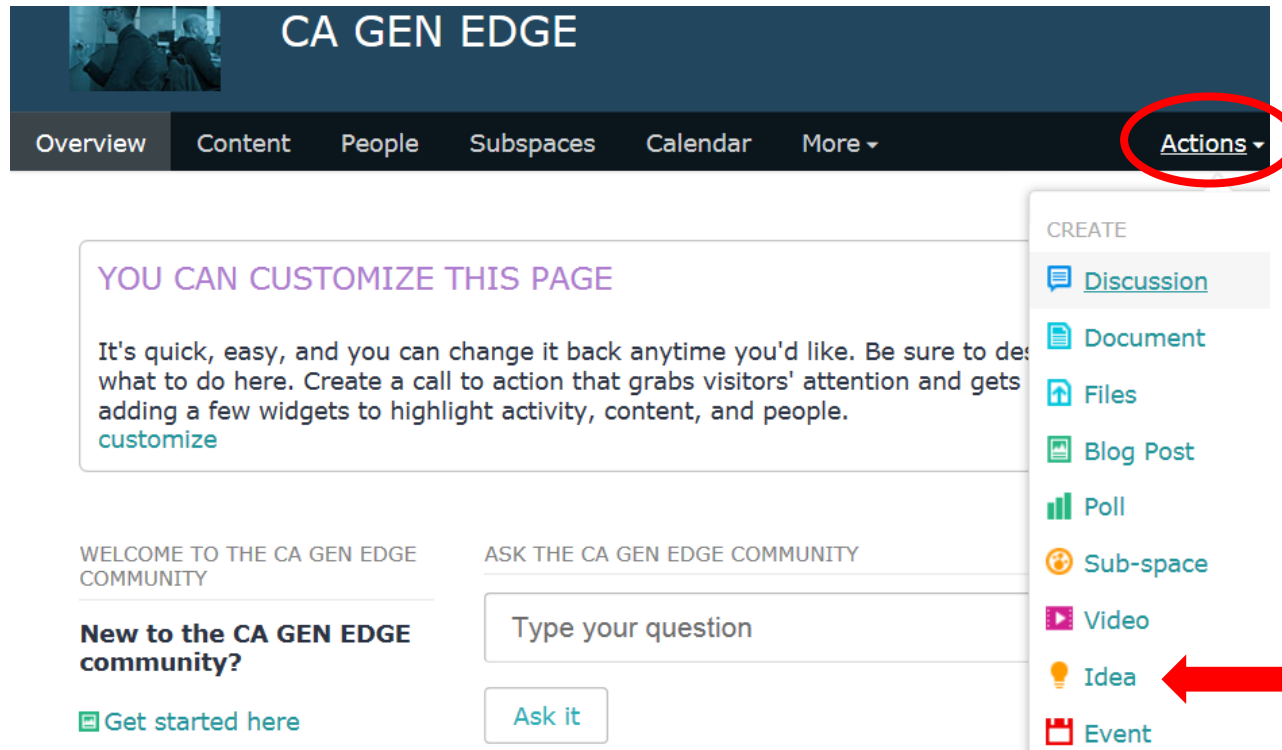 CA GEN EDGE
Overview Content People Subspaces Calendar More Actions
CREATE
Discussion
Document
Files
Blog Post
Poll
Sub-space
Video
Idea
Event
YOU CAN CUSTOMIZE THIS PAGE
It's quick, easy, and you can change it back anytime you'd like. Be sure to
what to do here. Create a call to action that grabs visitors' attention and gets
adding a few widgets to highlight activity, content, and people.
customize
WELCOME TO THE CA GEN EDGE
COMMUNITY
New to the CA GEN EDGE
community?
Get started here
ASK THE CA GEN EDGE COMMUNITY
Type your question
Ask it